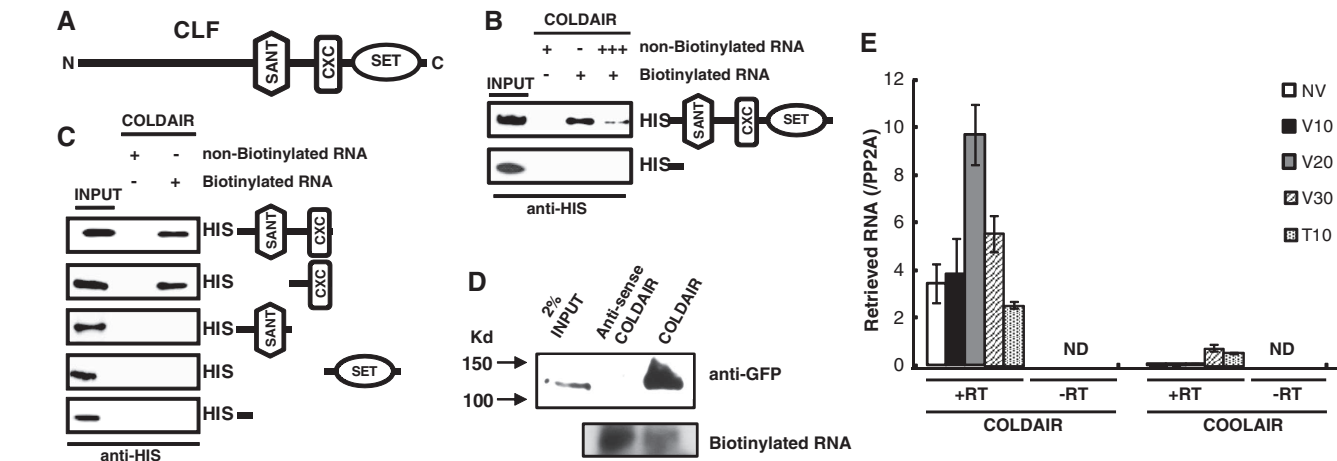 A
CLF
N SANT CXC SET C
B
COLDAIR
+ - +++ non-Biotinylated RNA
- + + Biotinylated RNA
INPUT
HIS SANT CXC SET
HIS
anti-HIS
C
COLDAIR
+ - non-Biotinylated RNA
- + Biotinylated RNA
INPUT
HIS SANT CXC
HIS CXC
HIS SANT
HIS SET
HIS
anti-HIS
D
2% INPUT
Anti-sense COLDAIR
COLDAIR
Kd
150
100
anti-GFP
Biotinylated RNA
E
Retrieved RNA (/PP2A)
12
10
8
6
4
2
0
NV
V10
V20
V30
T10
ND ND
+RT -RT +RT -RT
COLDAIR COOLAIR